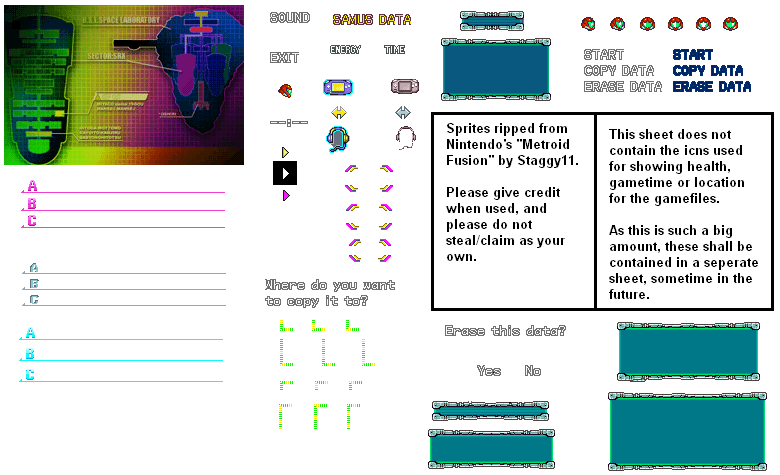 SOUND
SAMUS DATA
EXIT
ENERGY
TIME
B.S.L SPACE LABORATORY
SECTOR:SRX
START
COPY DATA
ERASE DATA
START
COPY DATA
ERASE DATA
Sprites ripped from
Nintendo's "Metroid
Fusion" by Staggy11.
Please give credit
when used, and
please do not
steal/claim as your
own.
This sheet does not
contain the icns used
for showing health,
gametime or location
for the gamefiles.
As this is such a big
amount, these shall be
contained in a seperate
sheet, sometime in the
future.
A
B
C
A
B
C
A
B
C
Where do you want
to copy it to?
Erase this data?
Yes No